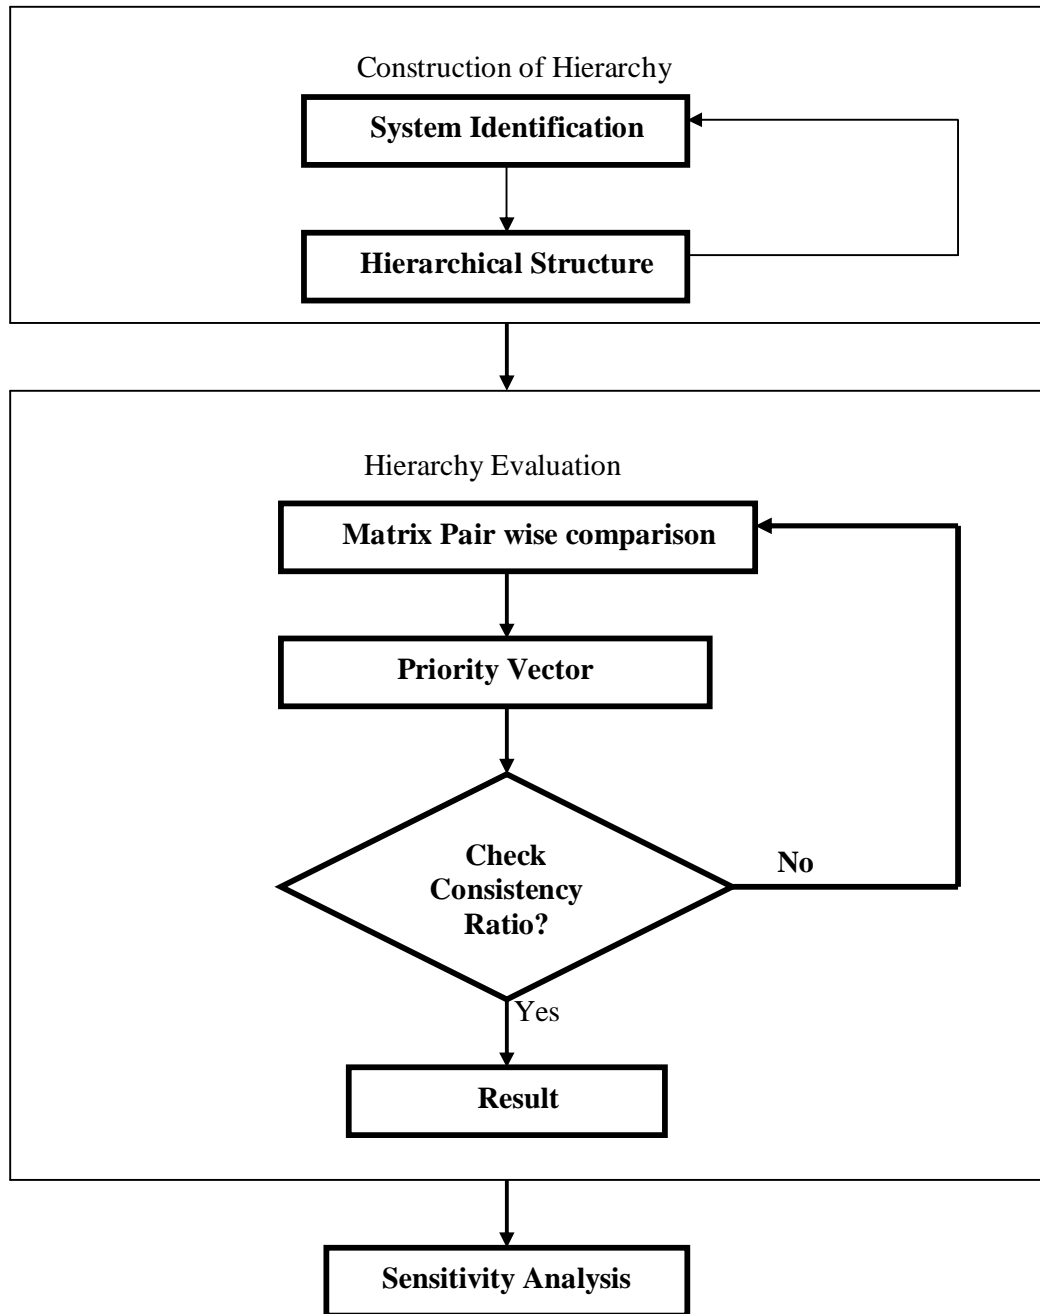 Construction of Hierarchy
System Identification
Hierarchical Structure
Hierarchy Evaluation
Matrix Pair wise comparison
Priority Vector
Check
Consistency
Ratio?
No
Yes
Result
Sensitivity Analysis